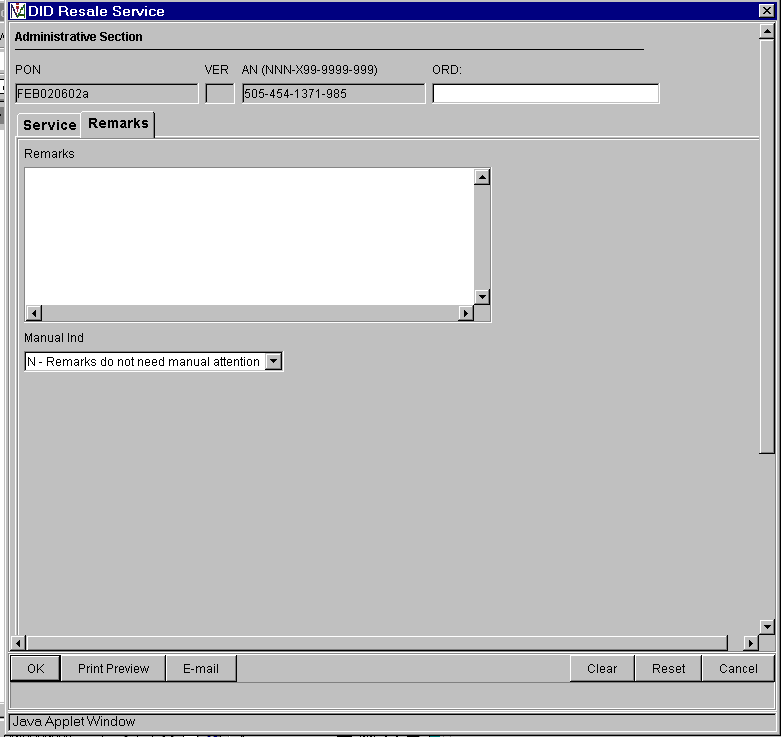 DID Resale Service
Administrative Section
PON VER AN (NNN-X99-9999-999) ORD:
FEB020602a 505-454-1371-985
Service Remarks
Remarks
Manual Ind
N - Remarks do not need manual attention
OK Print Preview E-mail Clear Reset Cancel
Java Applet Window